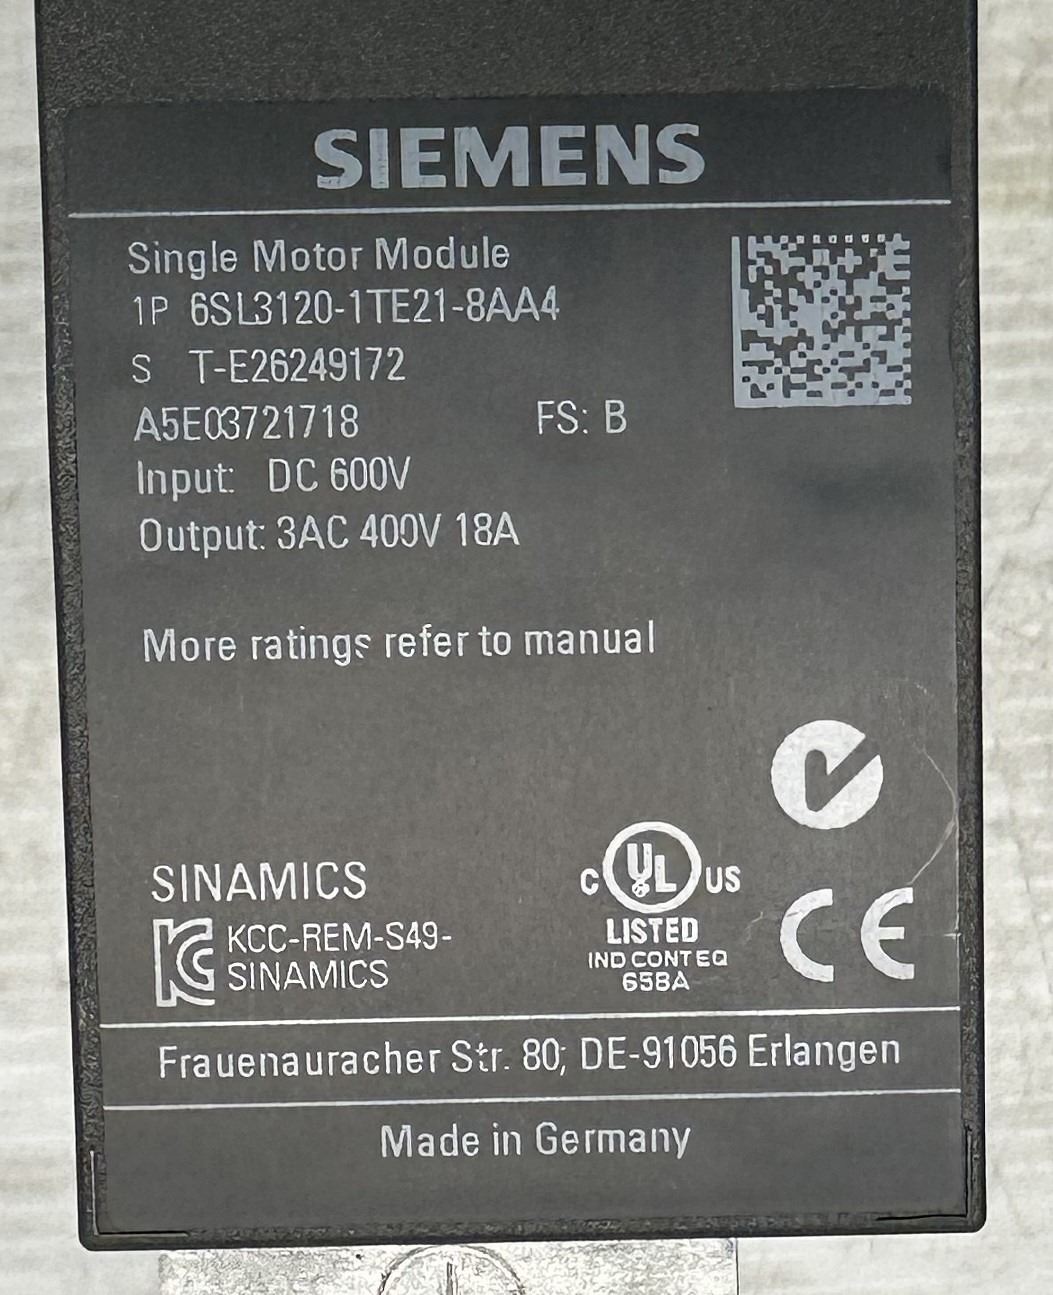 SIEMENS
Single Motor Module
1P 6SL3120-1TE21-8AA4
S T-E26249172
A5E03721718 FS: B
Input: DC 600V
Output: 3AC 400V 18A
More ratings refer to manual
SINAMICS
KCC-REM-S49-
SINAMICS
C UL US
LISTED
IND CONT EQ
65BA
CE
Frauenauracher Str. 80; DE-91056 Erlangen
Made in Germany